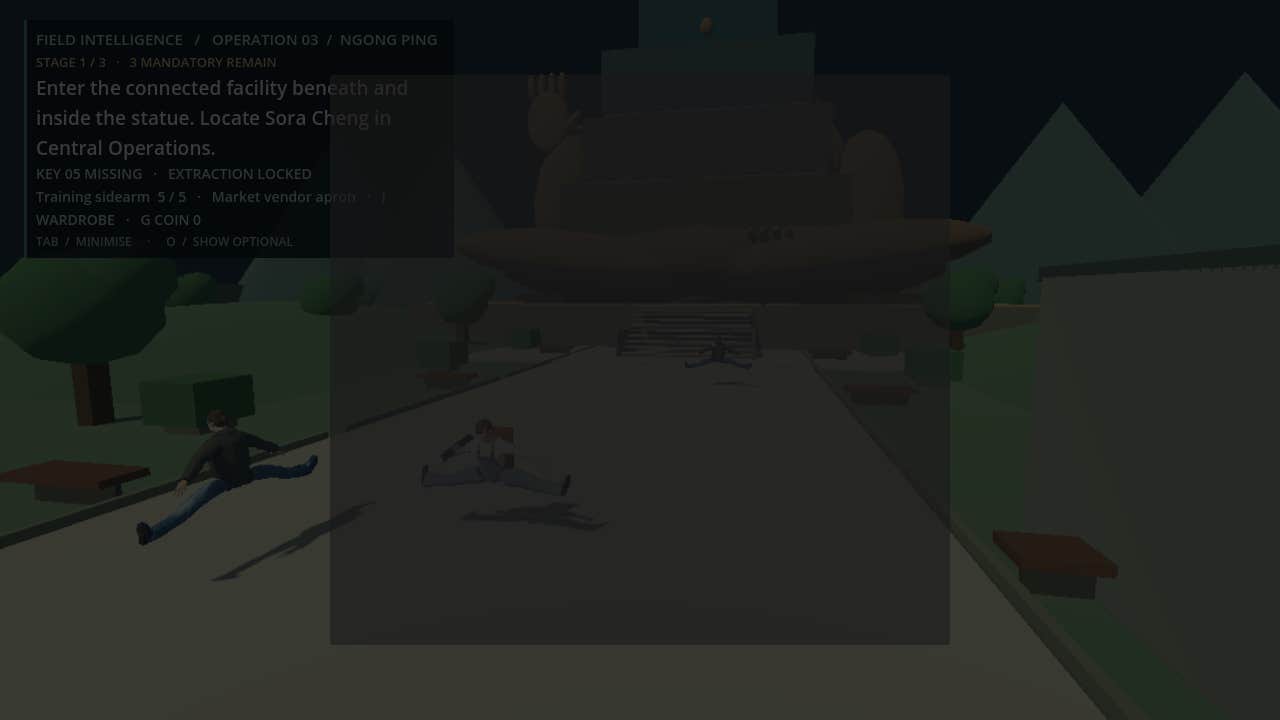 FIELD INTELLIGENCE / OPERATION 03 / NGONG PING
STAGE 1 / 3 · 3 MANDATORY REMAIN
Enter the connected facility beneath and
inside the statue. Locate Sora Cheng in
Central Operations.
KEY 05 MISSING · EXTRACTION LOCKED
Training sidearm 5 / 5 · Market vendor apron ·
WARDROBE · G COIN 0
TAB / MINIMISE · O / SHOW OPTIONAL